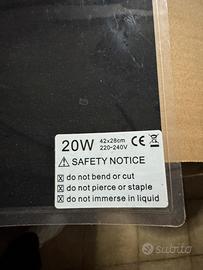 20W 42x28cm CE
220-240V
⚠ SAFETY NOTICE
☒ do not bend or cut
☒ do not pierce or staple
☒ do not immerse in liquid
subito